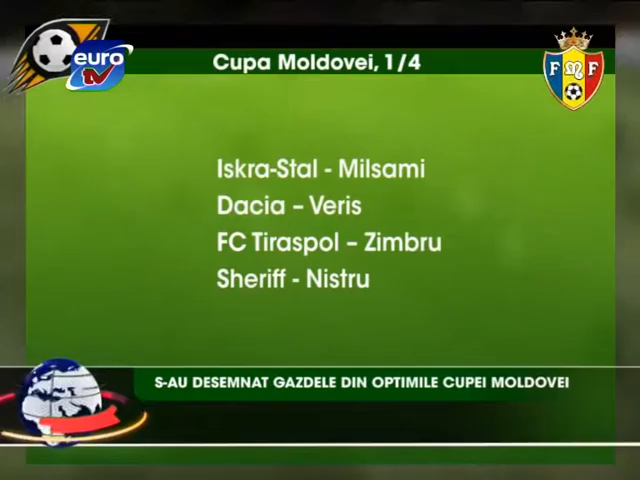 euro
tv
Cupa Moldovei, 1/4
F M F
Iskra-Stal - Milsami
Dacia – Veris
FC Tiraspol – Zimbru
Sheriff - Nistru
S-AU DESEMNAT GAZDELE DIN OPTIMILE CUPEI MOLDOVEI